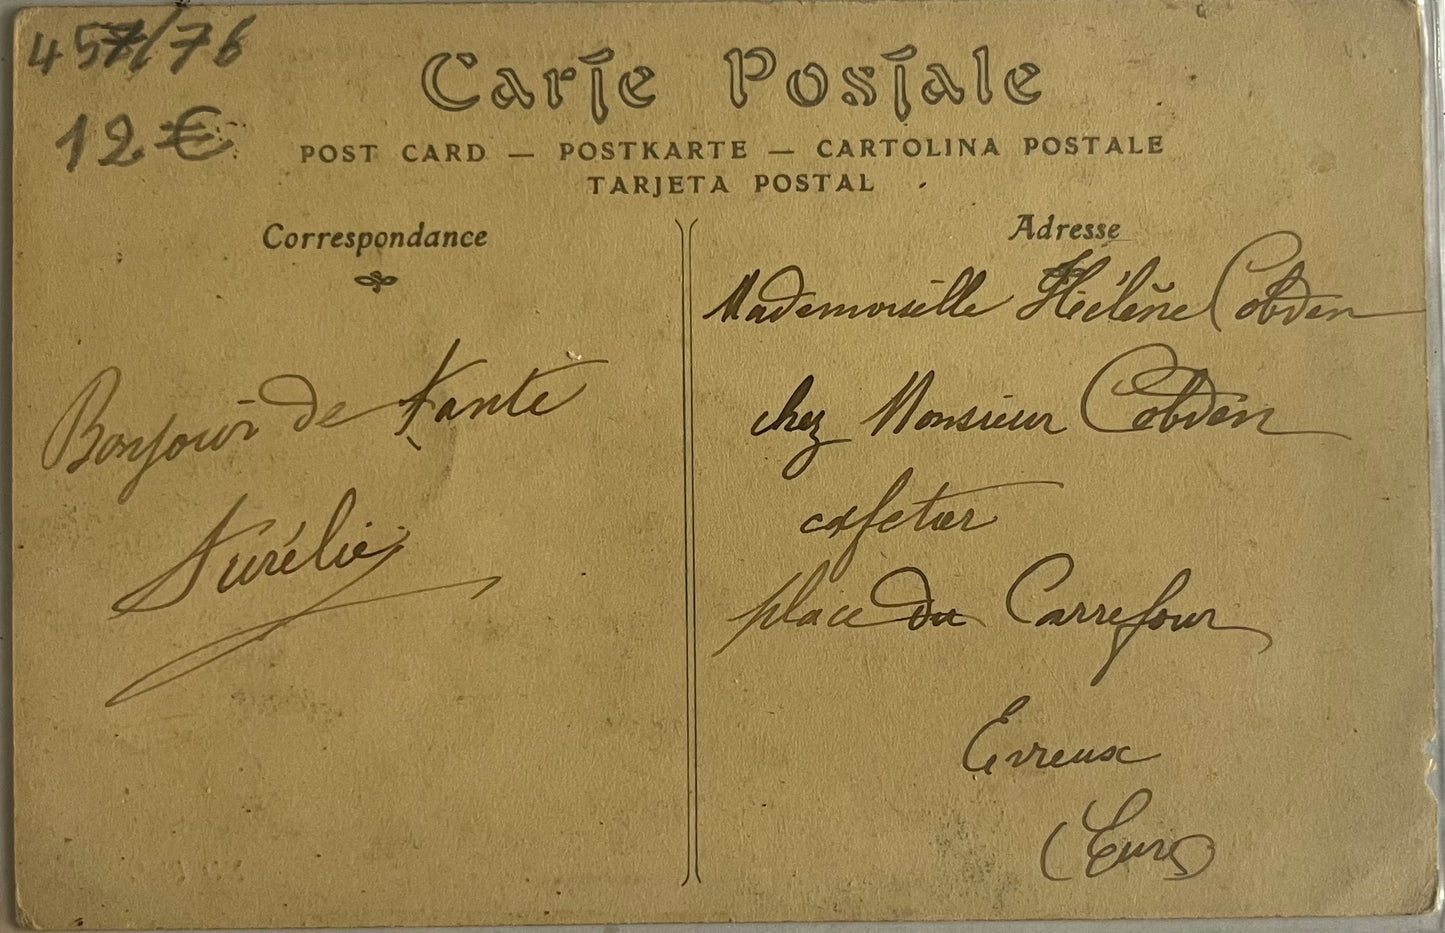 457/76
12 €
Carte Postale
POST CARD — POSTKARTE — CARTOLINA POSTALE
TARJETA POSTAL
Correspondance
Bonjour de
Aurélie
Adresse
Mademoiselle Hélène Cobden
chez Monsieur Cobden
cafetier
place du Carrefour
Evreux
(Eure)